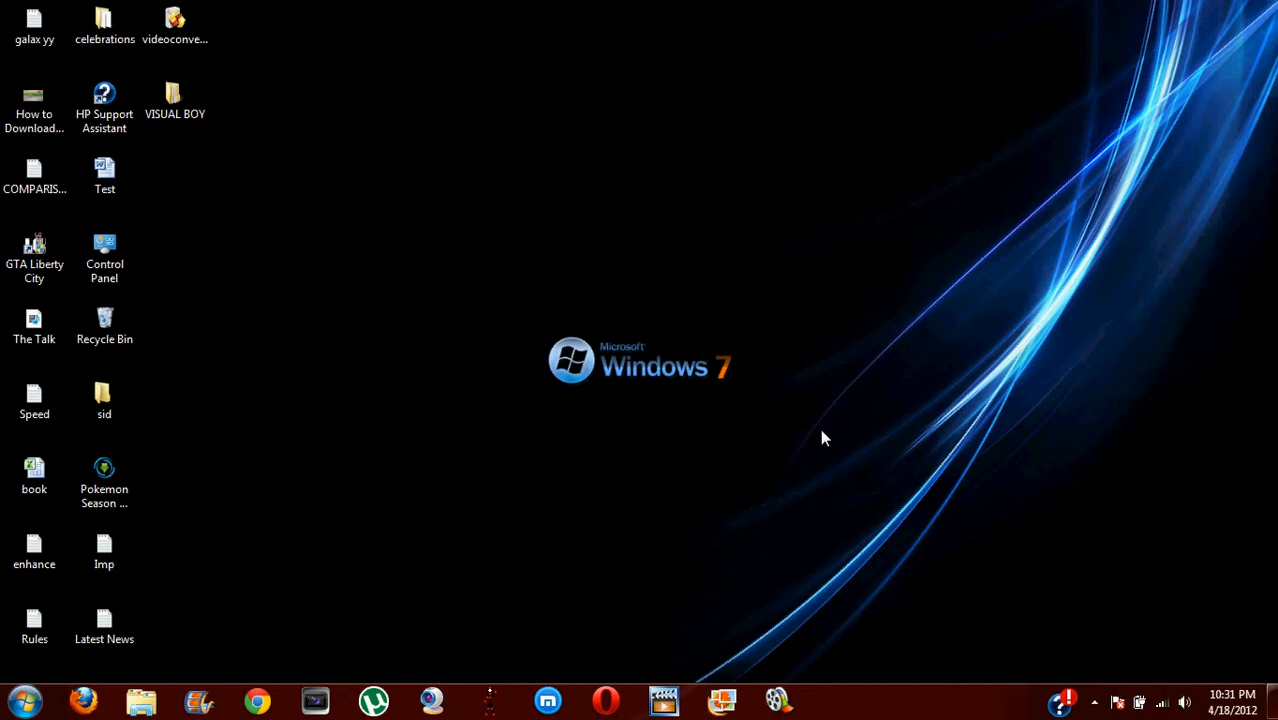 galax yy
celebrations
videoconve...
How to
Download...
HP Support
Assistant
VISUAL BOY
COMPARIS...
Test
GTA Liberty
City
Control
Panel
The Talk
Recycle Bin
Speed
sid
book
Pokemon
Season ...
enhance
Imp
Rules
Latest News
Microsoft
Windows 7
10:31 PM
4/18/2012